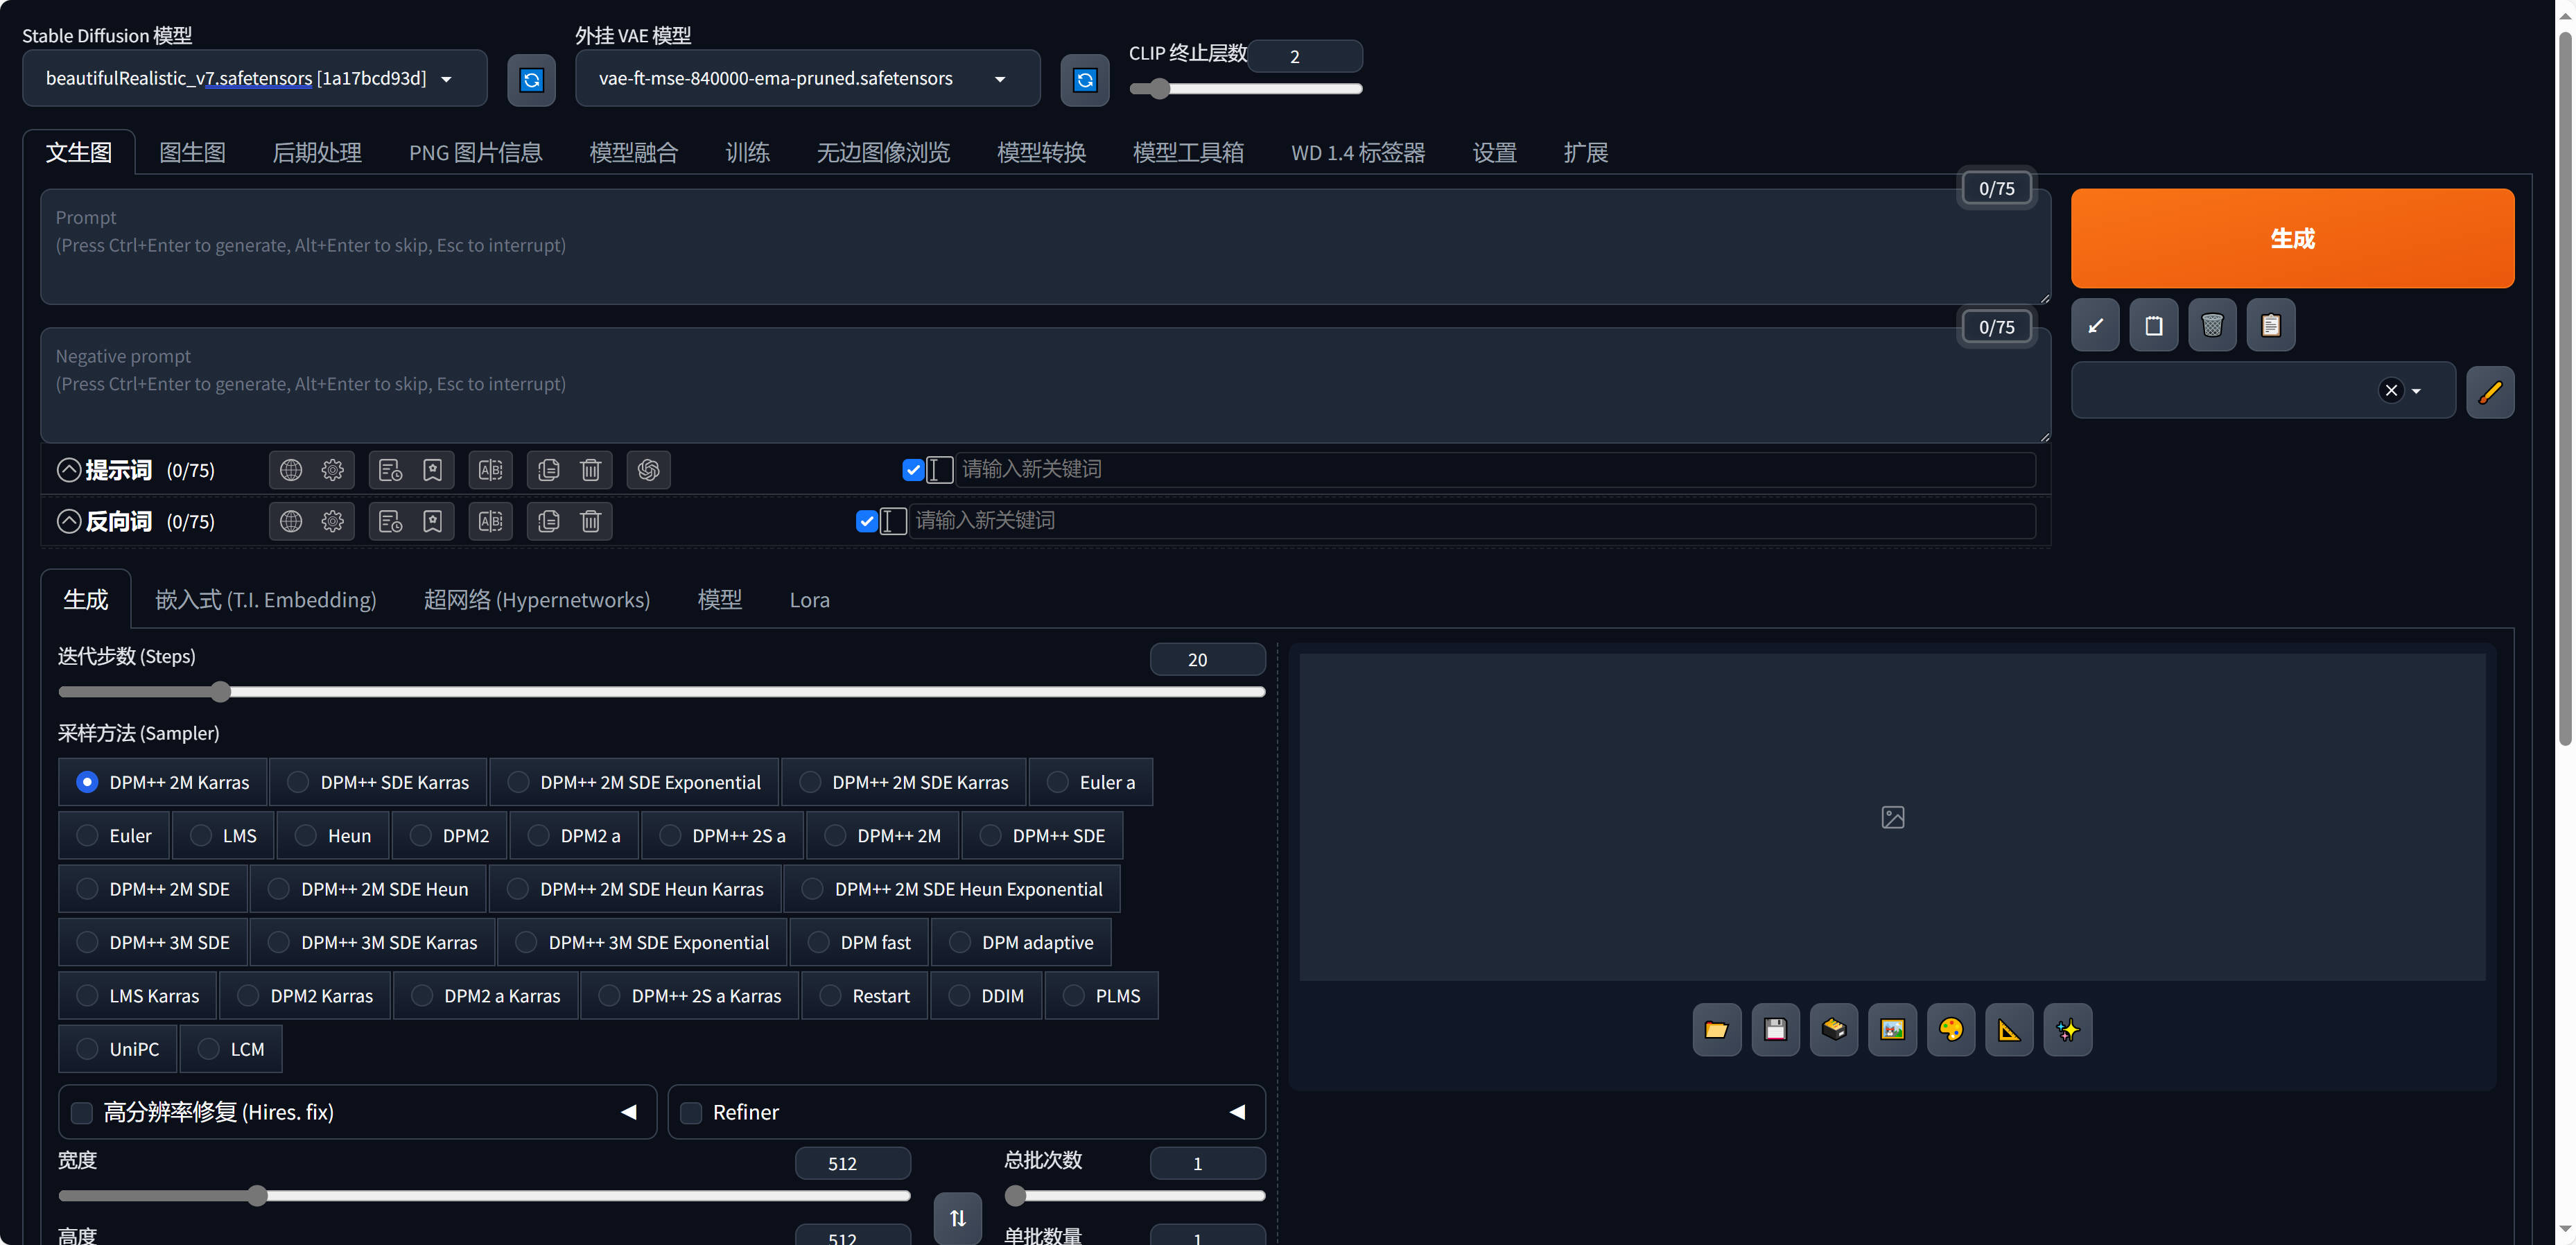 Stable Diffusion 模型
beautifulRealistic_v7.safetensors [1a17bcd93d]
外挂 VAE 模型
vae-ft-mse-840000-ema-pruned.safetensors
CLIP 终止层数
2
文生图 图生图 后期处理 PNG 图片信息 模型融合 训练 无边图像浏览 模型转换 模型工具箱 WD 1.4 标签器 设置 扩展
0/75
Prompt
(Press Ctrl+Enter to generate, Alt+Enter to skip, Esc to interrupt)
生成
0/75
Negative prompt
(Press Ctrl+Enter to generate, Alt+Enter to skip, Esc to interrupt)
提示词 (0/75) 请输入新关键词
反向词 (0/75) 请输入新关键词
生成 嵌入式 (T.I. Embedding) 超网络 (Hypernetworks) 模型 Lora
迭代步数 (Steps) 20
采样方法 (Sampler)
DPM++ 2M Karras DPM++ SDE Karras DPM++ 2M SDE Exponential DPM++ 2M SDE Karras Euler a
Euler LMS Heun DPM2 DPM2 a DPM++ 2S a DPM++ 2M DPM++ SDE
DPM++ 2M SDE DPM++ 2M SDE Heun DPM++ 2M SDE Heun Karras DPM++ 2M SDE Heun Exponential
DPM++ 3M SDE DPM++ 3M SDE Karras DPM++ 3M SDE Exponential DPM fast DPM adaptive
LMS Karras DPM2 Karras DPM2 a Karras DPM++ 2S a Karras Restart DDIM PLMS
UniPC LCM
高分辨率修复 (Hires. fix) Refiner
宽度 512 总批次数 1
高度 512 单批数量 1